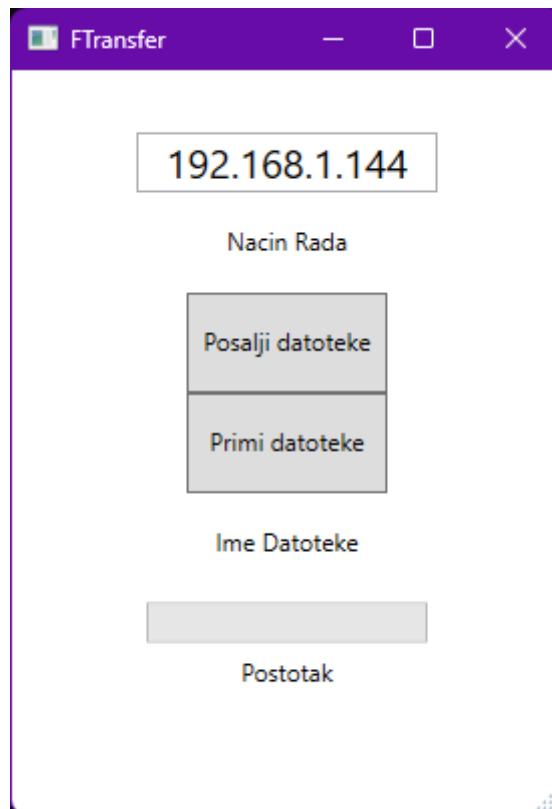 FTransfer
192.168.1.144
Nacin Rada
Posalji datoteke
Primi datoteke
Ime Datoteke
Postotak